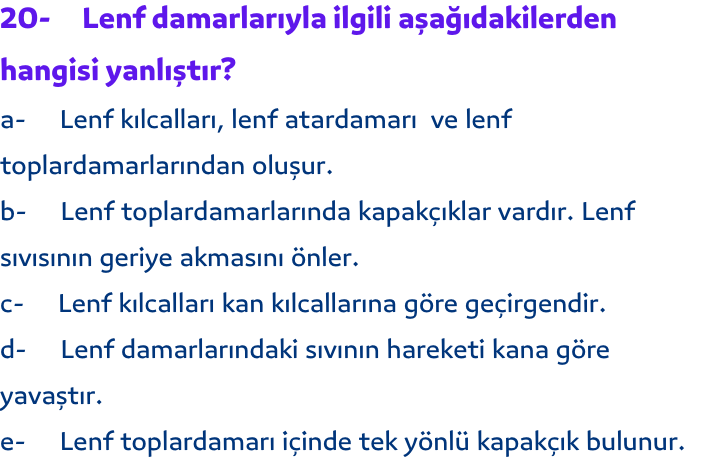 20- Lenf damarlarıyla ilgili aşağıdakilerden
hangisi yanlıştır?
a- Lenf kılcalları, lenf atardamarı ve lenf
toplardamarlarından oluşur.
b- Lenf toplardamarlarında kapakçıklar vardır. Lenf
sıvısının geriye akmasını önler.
c- Lenf kılcalları kan kılcallarına göre geçirgendir.
d- Lenf damarlarındaki sıvının hareketi kana göre
yavaştır.
e- Lenf toplardamarı içinde tek yönlü kapakçık bulunur.